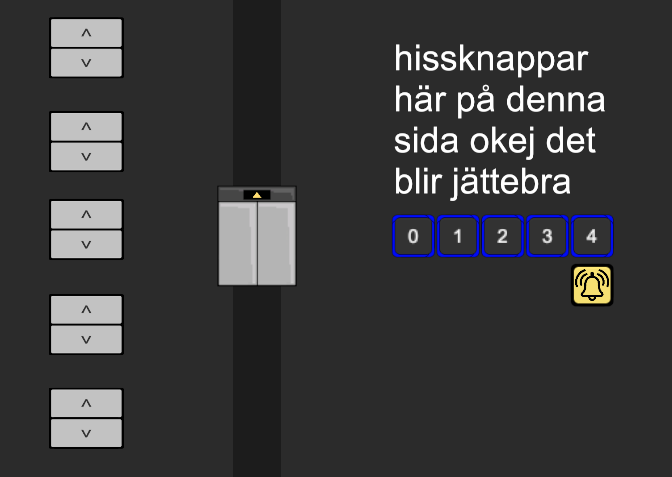 hissknappar
här på denna
sida okej det
blir jättebra
0 1 2 3 4